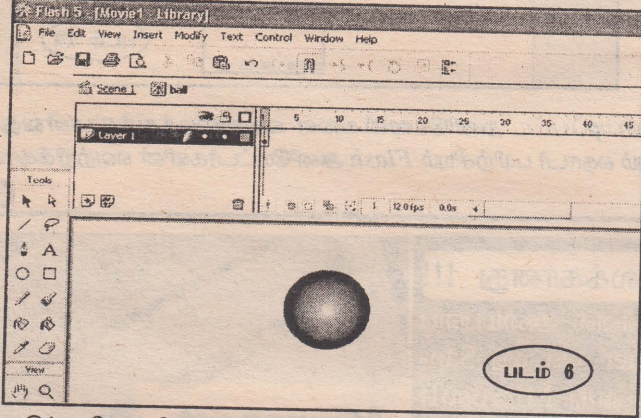 Flash 5 - [Movie1 - Library]
File Edit View Insert Modify Text Control Window Help
Scene 1 ball
5 10 15 20 25 30 35 40 45
Layer 1
Tools
1 12.0 fps 0.0s
A
View
படம் 6